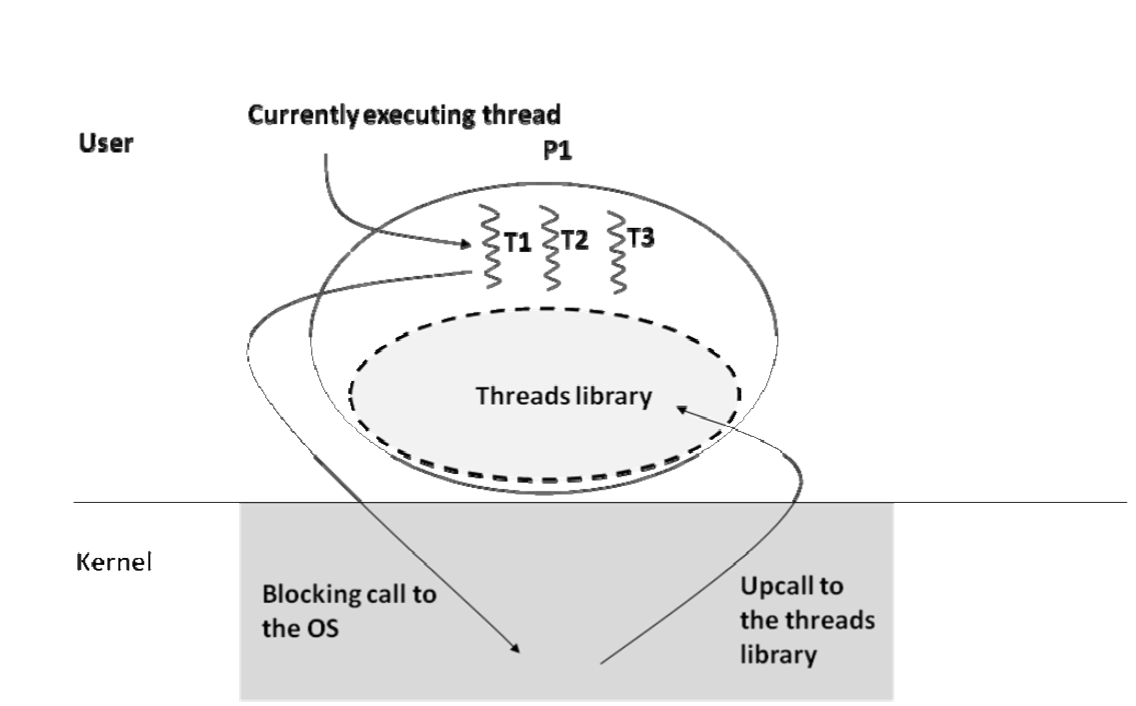 Currently executing thread
User
P1
T1
T2
T3
Threads library
Kernel
Blocking call to
the OS
Upcall to
the threads
library